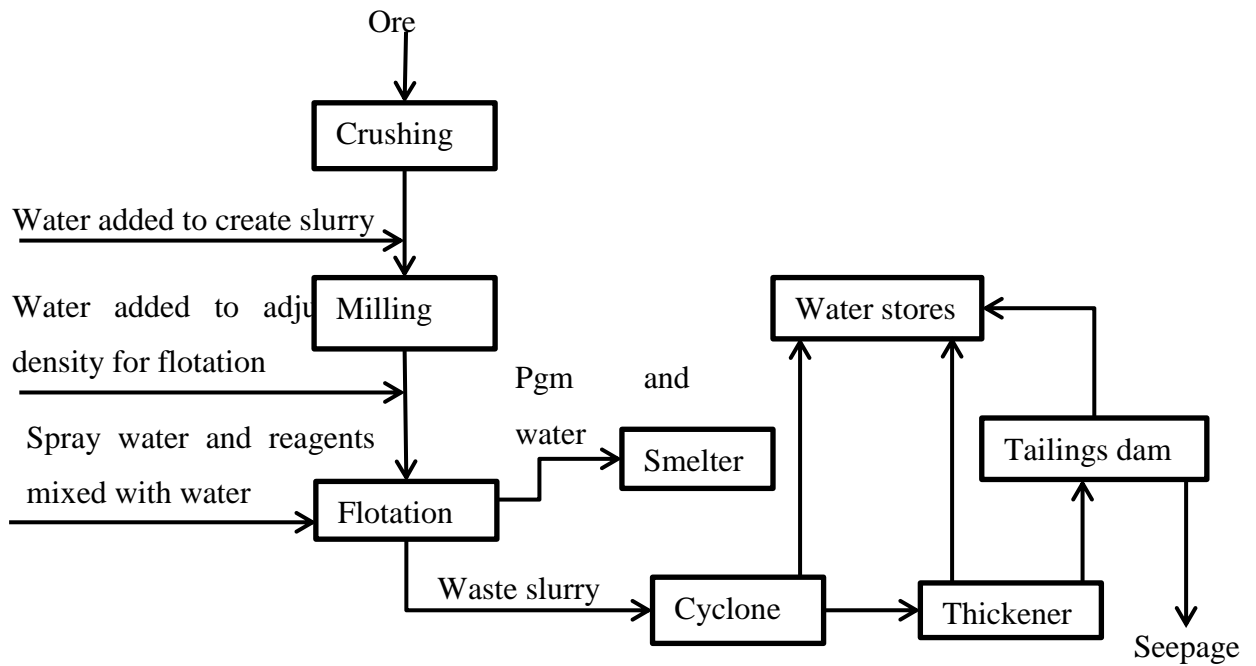 Ore
Crushing
Water added to create slurry
Water added to adju
density for flotation
Milling
Water stores
Pgm and
water
Spray water and reagents
mixed with water
Smelter
Tailings dam
Flotation
Waste slurry
Cyclone
Thickener
Seepage